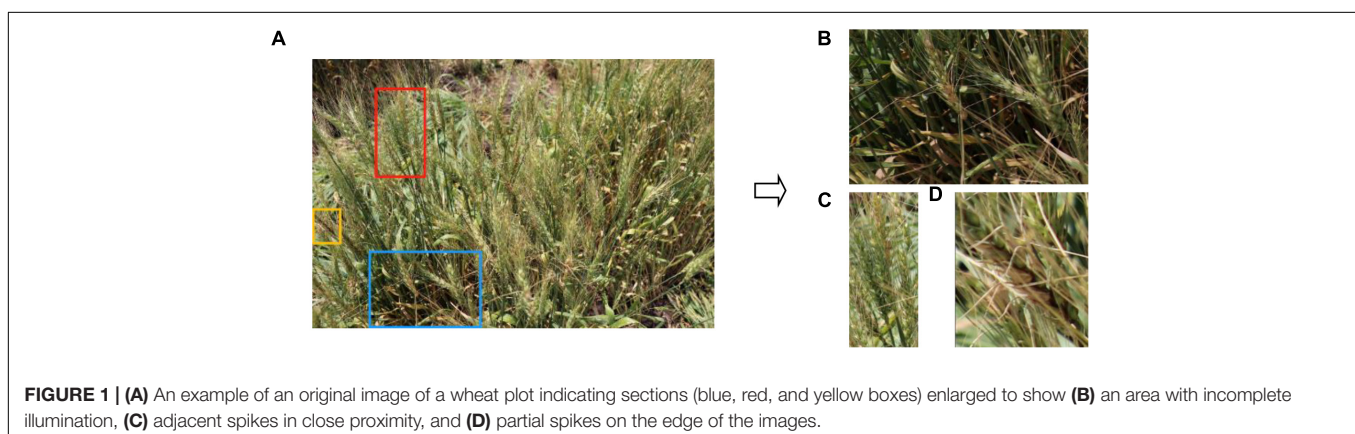 A
B
C
D
FIGURE 1 | (A) An example of an original image of a wheat plot indicating sections (blue, red, and yellow boxes) enlarged to show (B) an area with incomplete
illumination, (C) adjacent spikes in close proximity, and (D) partial spikes on the edge of the images.